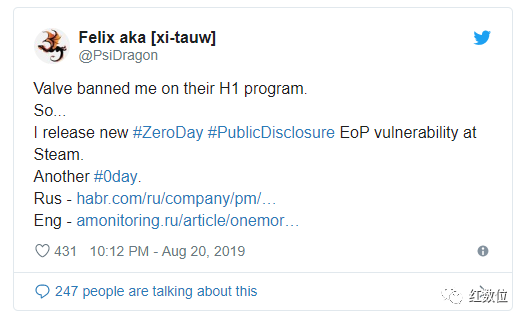 Felix aka [xi-tauw]
@PsiDragon
Valve banned me on their H1 program.
So...
I release new #ZeroDay #PublicDisclosure EoP vulnerability at
Steam.
Another #0day.
Rus - habr.com/ru/company/pm/…
Eng - amonitoring.ru/article/onemor…
431 10:12 PM - Aug 20, 2019
247 people are talking about this
红数位